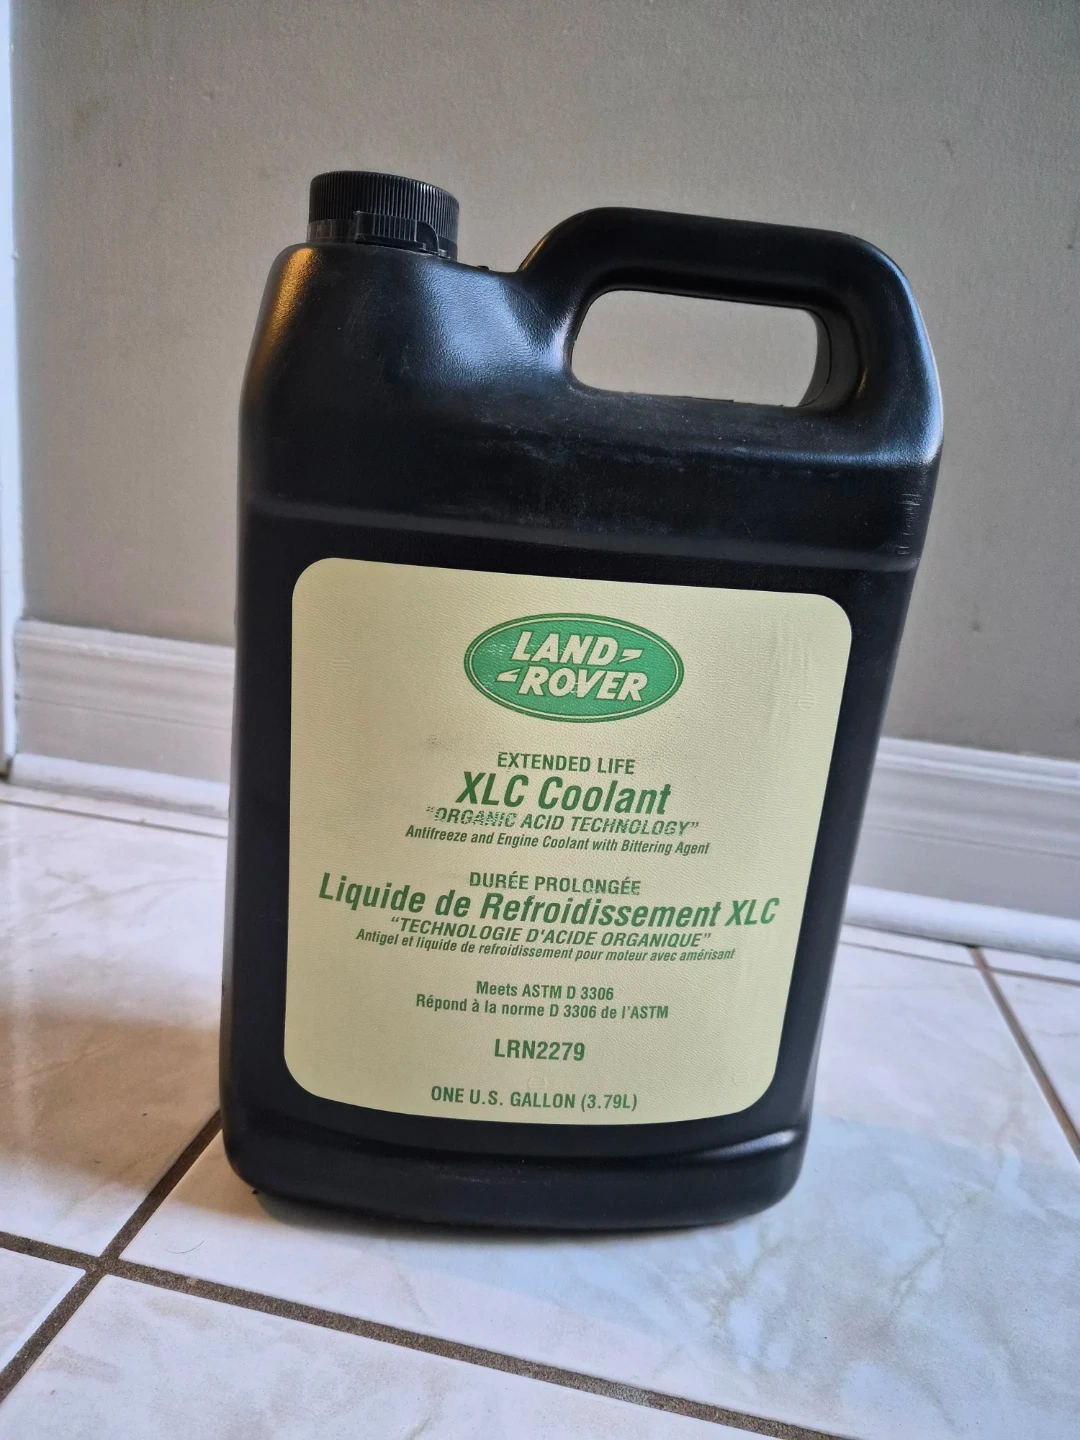 LAND-
-ROVER
EXTENDED LIFE
XLC Coolant
"ORGANIC ACID TECHNOLOGY"
Antifreeze and Engine Coolant with Bittering Agent
DURÉE PROLONGÉE
Liquide de Refroidissement XLC
"TECHNOLOGIE D'ACIDE ORGANIQUE"
Antigel et liquide de refroidissement pour moteur avec amérisant
Meets ASTM D 3306
Répond à la norme D 3306 de l'ASTM
LRN2279
ONE U.S. GALLON (3.79L)